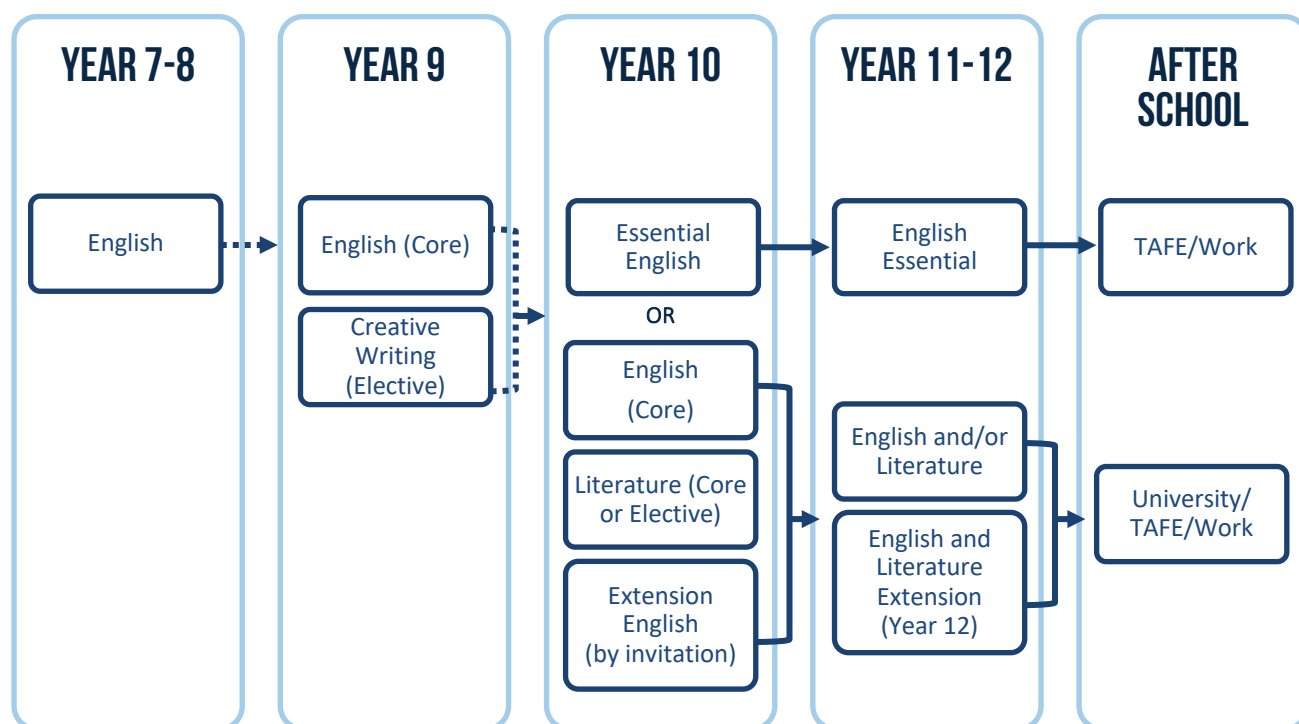 YEAR 7-8
English
YEAR 9
English (Core)
Creative
Writing
(Elective)
YEAR 10
Essential
English
OR
English
(Core)
Literature (Core
or Elective)
Extension
English
(by invitation)
YEAR 11-12
English
Essential
English and/or
Literature
English and
Literature
Extension
(Year 12)
AFTER
SCHOOL
TAFE/Work
University/
TAFE/Work